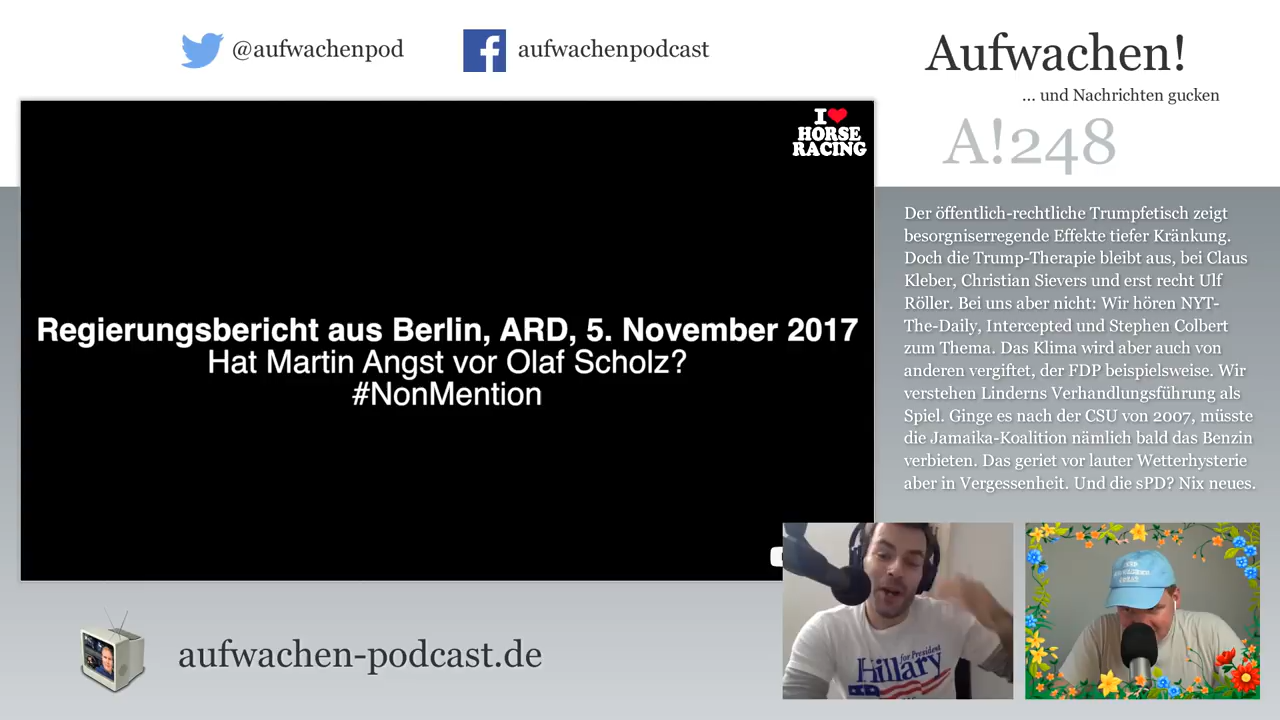 @aufwachenpod
aufwachenpodcast
Aufwachen!
... und Nachrichten gucken
A!248
I
HORSE
RACING
Regierungsbericht aus Berlin, ARD, 5. November 2017
Hat Martin Angst vor Olaf Scholz?
#NonMention
Der öffentlich-rechtliche Trumpfetisch zeigt
besorgniserregende Effekte tiefer Kränkung.
Doch die Trump-Therapie bleibt aus, bei Claus
Kleber, Christian Sievers und erst recht Ulf
Röller. Bei uns aber nicht: Wir hören NYT-
The-Daily, Intercepted und Stephen Colbert
zum Thema. Das Klima wird aber auch von
anderen vergiftet, der FDP beispielsweise. Wir
verstehen Linderns Verhandlungsführung als
Spiel. Ginge es nach der CSU von 2007, müsste
die Jamaika-Koalition nämlich bald das Benzin
verbieten. Das geriet vor lauter Wetterhysterie
aber in Vergessenheit. Und die sPD? Nix neues.
for President
Hillary
aufwachen-podcast.de